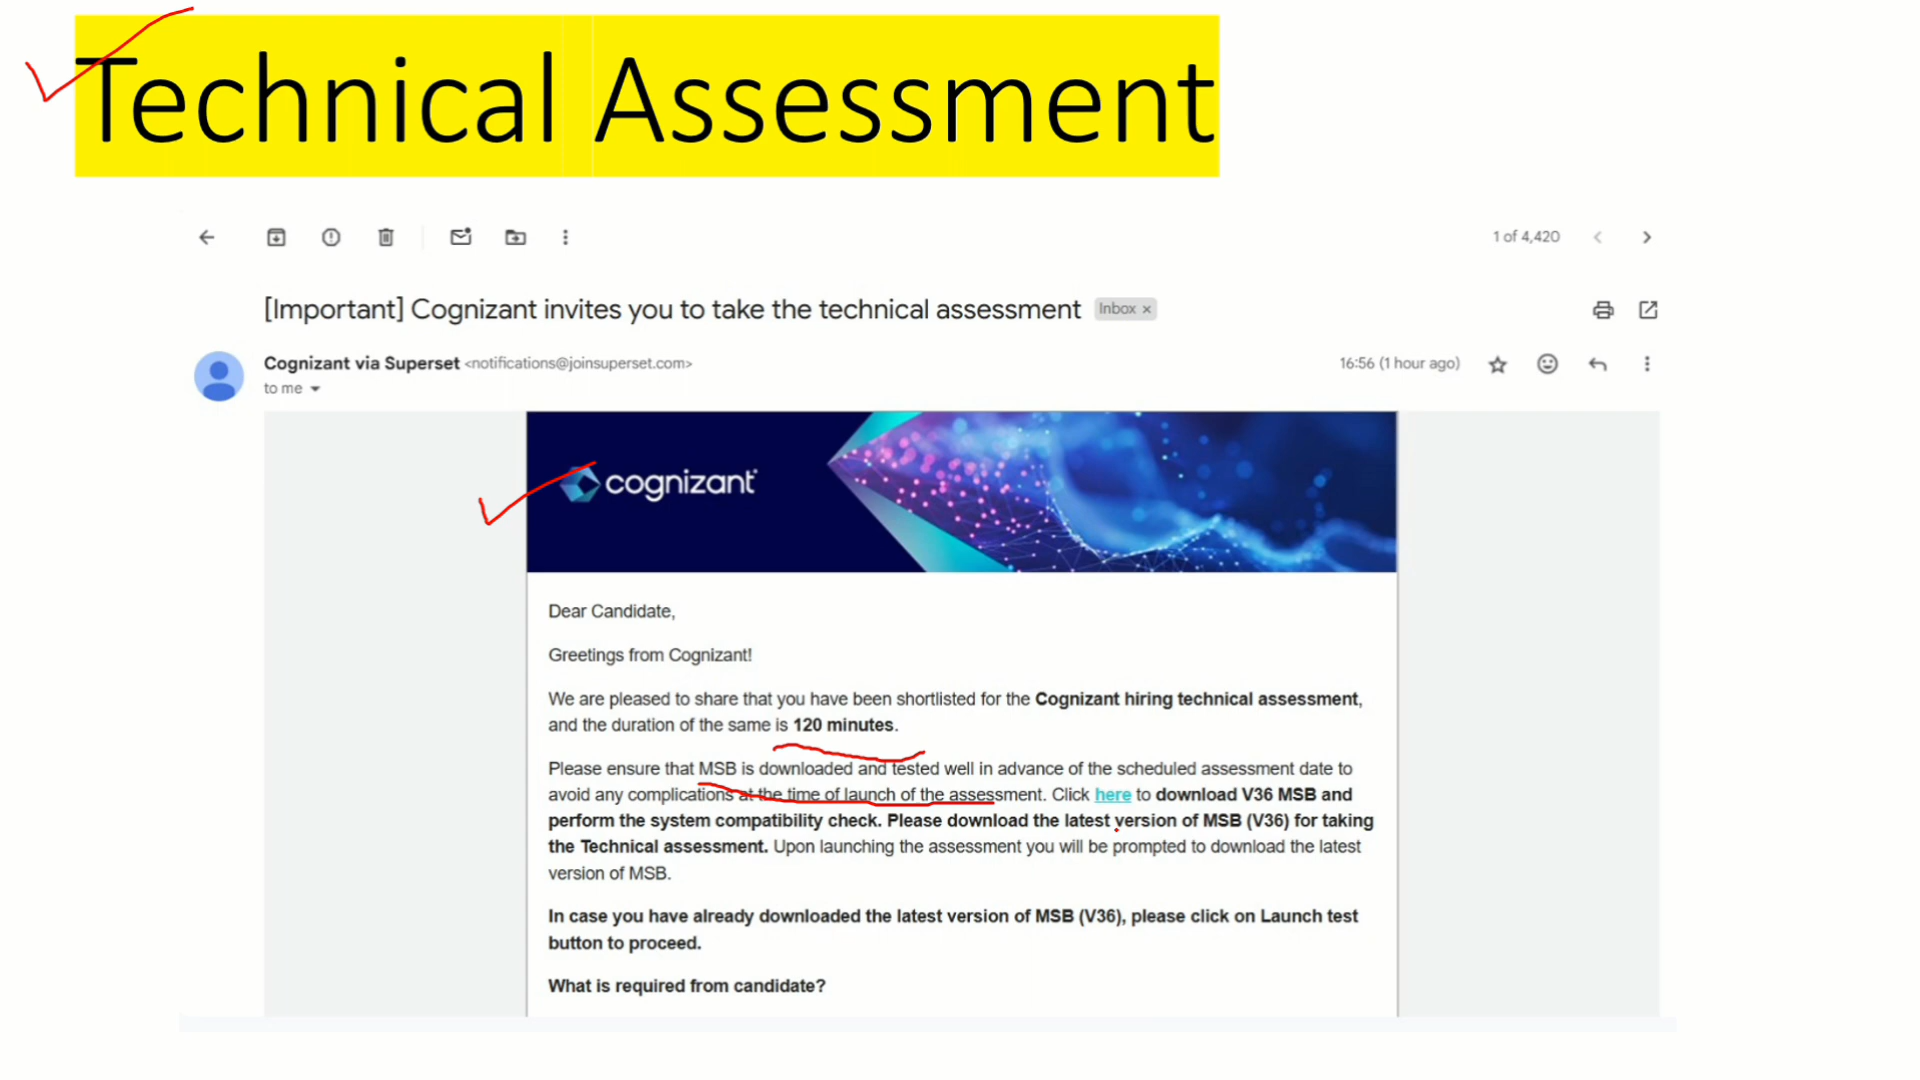 Technical Assessment
1 of 4,420
[Important] Cognizant invites you to take the technical assessment Inbox ×
Cognizant via Superset <notifications@joinsuperset.com> 16:56 (1 hour ago)
to me
cognizant
Dear Candidate,
Greetings from Cognizant!
We are pleased to share that you have been shortlisted for the Cognizant hiring technical assessment,
and the duration of the same is 120 minutes.
Please ensure that MSB is downloaded and tested well in advance of the scheduled assessment date to
avoid any complications at the time of launch of the assessment. Click here to download V36 MSB and
perform the system compatibility check. Please download the latest version of MSB (V36) for taking
the Technical assessment. Upon launching the assessment you will be prompted to download the latest
version of MSB.
In case you have already downloaded the latest version of MSB (V36), please click on Launch test
button to proceed.
What is required from candidate?